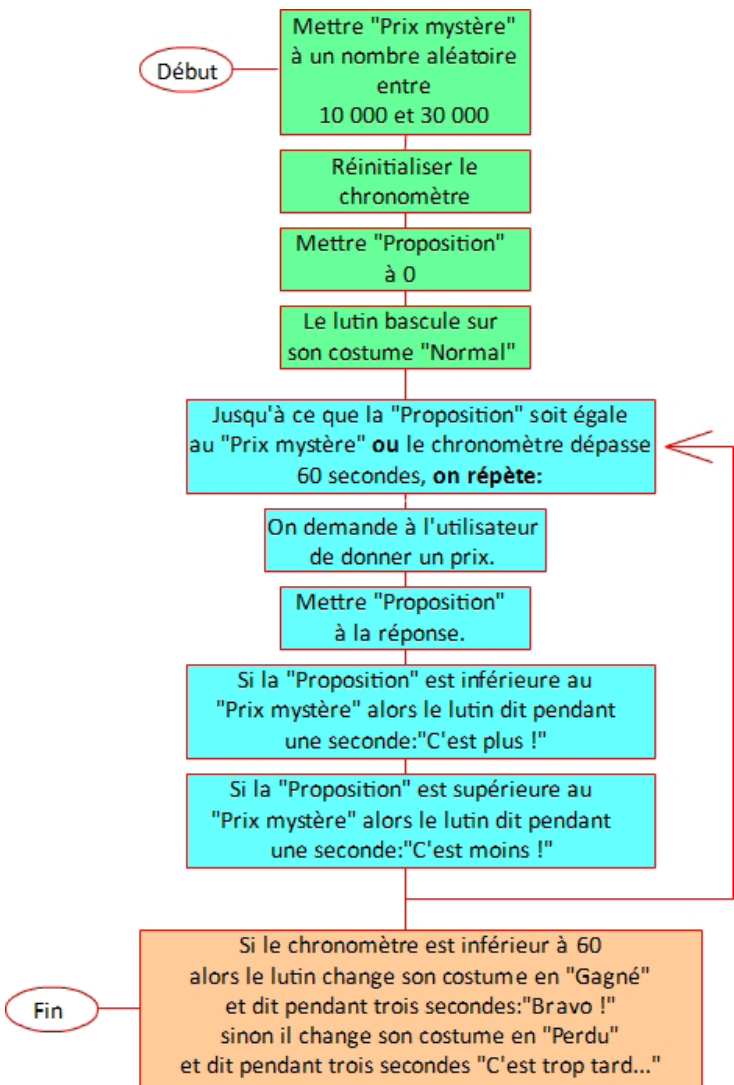 Début
Mettre "Prix mystère"
à un nombre aléatoire
entre
10 000 et 30 000
Réinitialiser le
chronomètre
Mettre "Proposition"
à 0
Le lutin bascule sur
son costume "Normal"
Jusqu'à ce que la "Proposition" soit égale
au "Prix mystère" ou le chronomètre dépasse
60 secondes, on répète:
On demande à l'utilisateur
de donner un prix.
Mettre "Proposition"
à la réponse.
Si la "Proposition" est inférieure au
"Prix mystère" alors le lutin dit pendant
une seconde:"C'est plus !"
Si la "Proposition" est supérieure au
"Prix mystère" alors le lutin dit pendant
une seconde:"C'est moins !"
Si le chronomètre est inférieur à 60
alors le lutin change son costume en "Gagné"
et dit pendant trois secondes:"Bravo !"
sinon il change son costume en "Perdu"
et dit pendant trois secondes "C'est trop tard..."
Fin